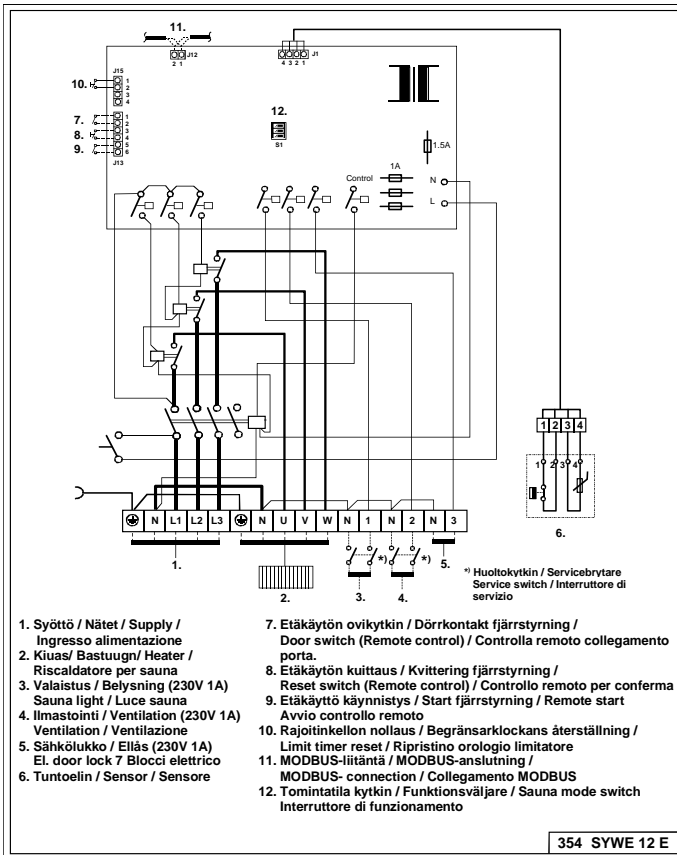 11.
J12
2 1
J1
4 3 2 1
J15
10.
1
2
3
4
7.
8.
9.
1
2
3
4
5
6
J13
12.
S1
1.5A
1A
Control
N
L
1 2 3 4
1 2 3 4
6.
N L1 L2 L3 N U V W N 1 N 2 N 3
1.
2.
*)
*)
3.
4.
5.
*) Huoltokytkin / Servicebrytare
Service switch / Interruttore di
servizio
1. Syöttö / Nätet / Supply /
Ingresso alimentazione
2. Kiuas/ Bastuugn/ Heater /
Riscaldatore per sauna
3. Valaistus / Belysning (230V 1A)
Sauna light / Luce sauna
4. Ilmastointi / Ventilation (230V 1A)
Ventilation / Ventilazione
5. Sähkölukko / Ellås (230V 1A)
El. door lock 7 Blocci elettrico
6. Tuntoelin / Sensor / Sensore
7. Etäkäytön ovikytkin / Dörrkontakt fjärrstyrning /
Door switch (Remote control) / Controlla remoto collegamento
porta.
8. Etäkäytön kuittaus / Kvittering fjärrstyrning /
Reset switch (Remote control) / Controllo remoto per conferma
9. Etäkäyttö käynnistys / Start fjärrstyrning / Remote start
Avvio controllo remoto
10. Rajoitinkellon nollaus / Begränsarklockans återställning /
Limit timer reset / Ripristino orologio limitatore
11. MODBUS-liitäntä / MODBUS-anslutning /
MODBUS- connection / Collegamento MODBUS
12. Tomintatila kytkin / Funktionsväljare / Sauna mode switch
Interruttore di funzionamento
354 SYWE 12 E